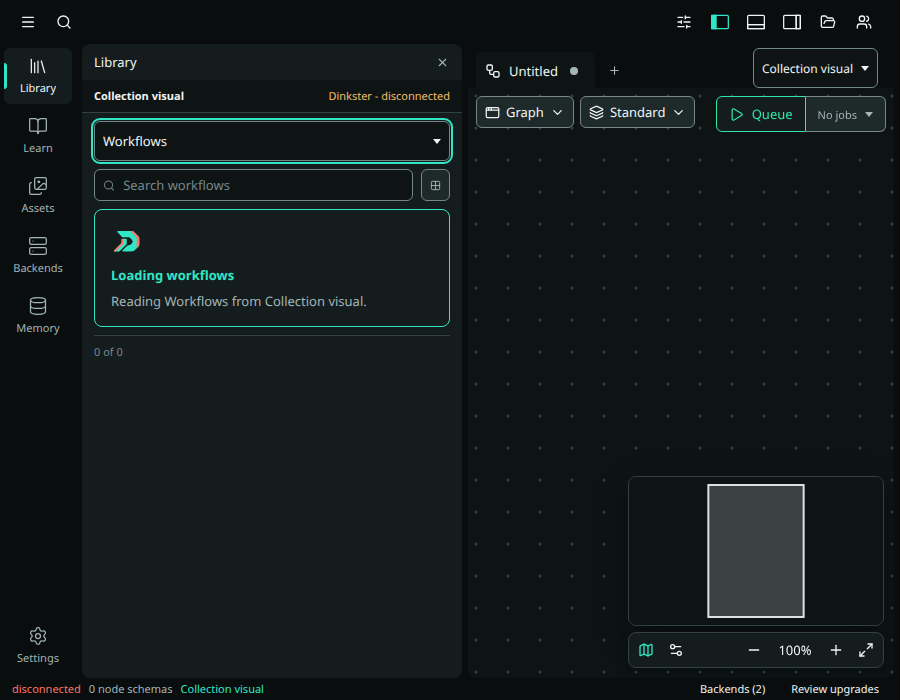 Library
Learn
Assets
Backends
Memory
Settings
Library
Collection visual
Dinkster - disconnected
Workflows
Search workflows
Loading workflows
Reading Workflows from Collection visual.
0 of 0
Untitled
Collection visual
Graph
Standard
Queue
No jobs
100%
disconnected
0 node schemas
Collection visual
Backends (2)
Review upgrades